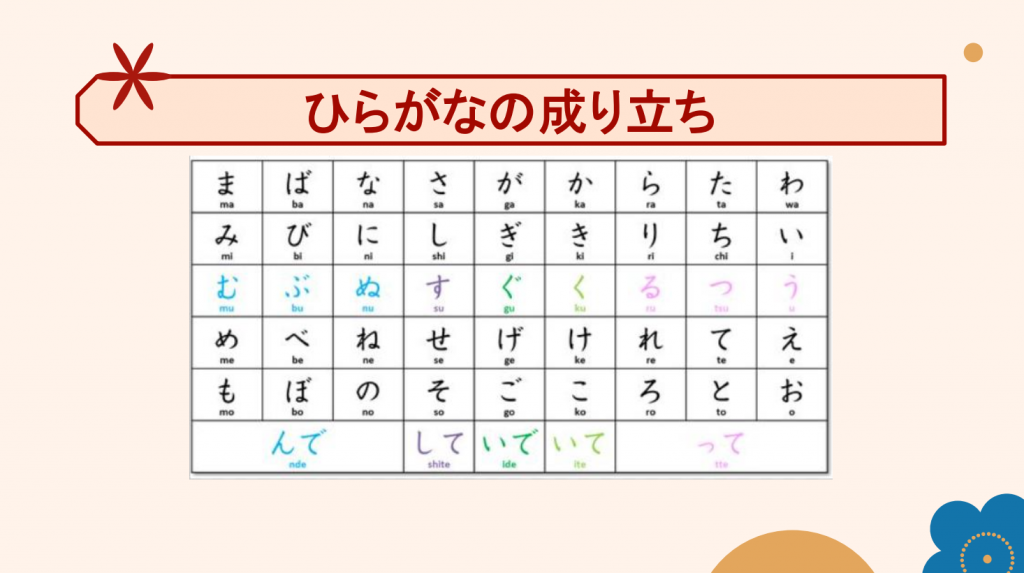 ひらがなの成り立ち
ま ば な さ が か ら た わ
ma ba na sa ga ka ra ta wa
み び に し ぎ き り ち い
mi bi ni shi gi ki ri chi i
む ぶ ぬ す ぐ く る つ う
mu bu nu su gu ku ru tsu u
め べ ね せ げ け れ て え
me be ne se ge ke re te e
も ぼ の そ ご こ ろ と お
mo bo no so go ko ro to o
んで して いで いて って
nde shite ide ite tte